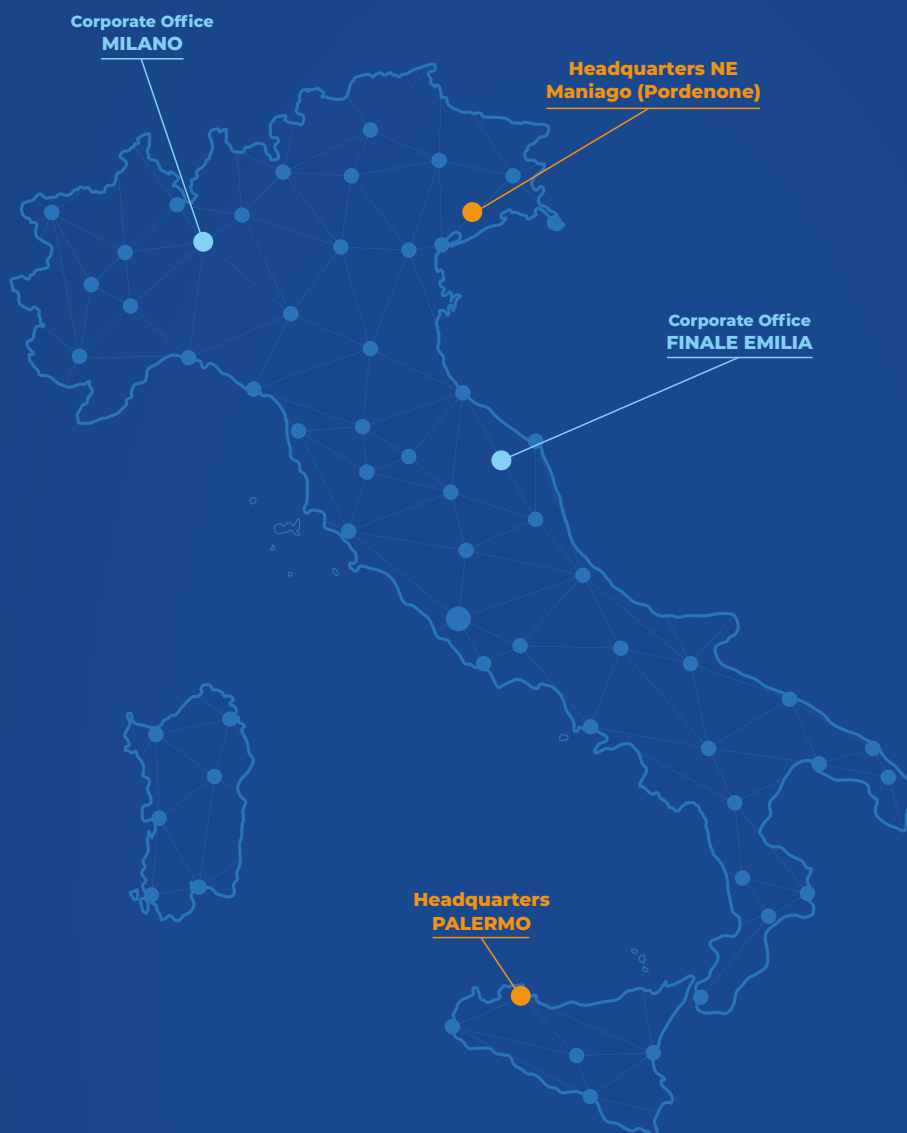 Corporate Office
MILANO
Headquarters NE
Maniago (Pordenone)
Corporate Office
FINALE EMILIA
Headquarters
PALERMO